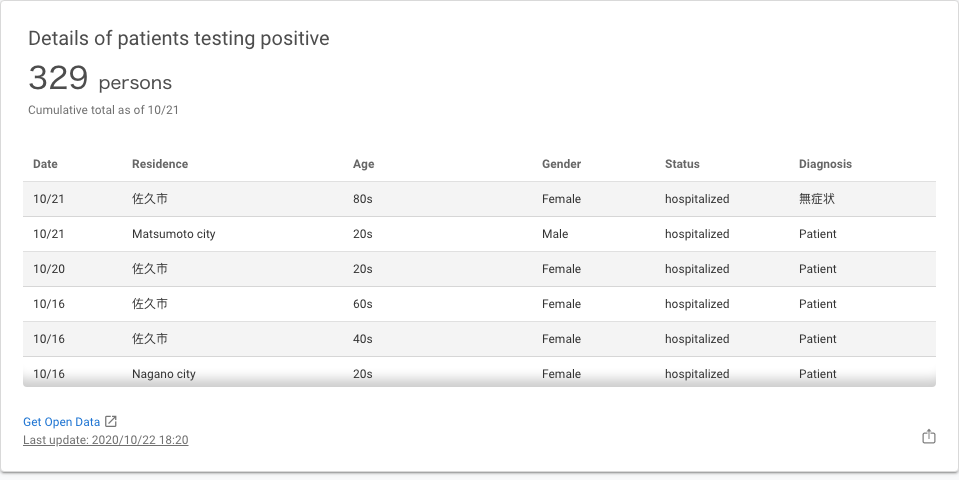 Details of patients testing positive
329 persons
Cumulative total as of 10/21
Date Residence Age Gender Status Diagnosis
10/21 佐久市 80s Female hospitalized 無症状
10/21 Matsumoto city 20s Male hospitalized Patient
10/20 佐久市 20s Female hospitalized Patient
10/16 佐久市 60s Female hospitalized Patient
10/16 佐久市 40s Female hospitalized Patient
10/16 Nagano city 20s Female hospitalized Patient
Get Open Data
Last update: 2020/10/22 18:20